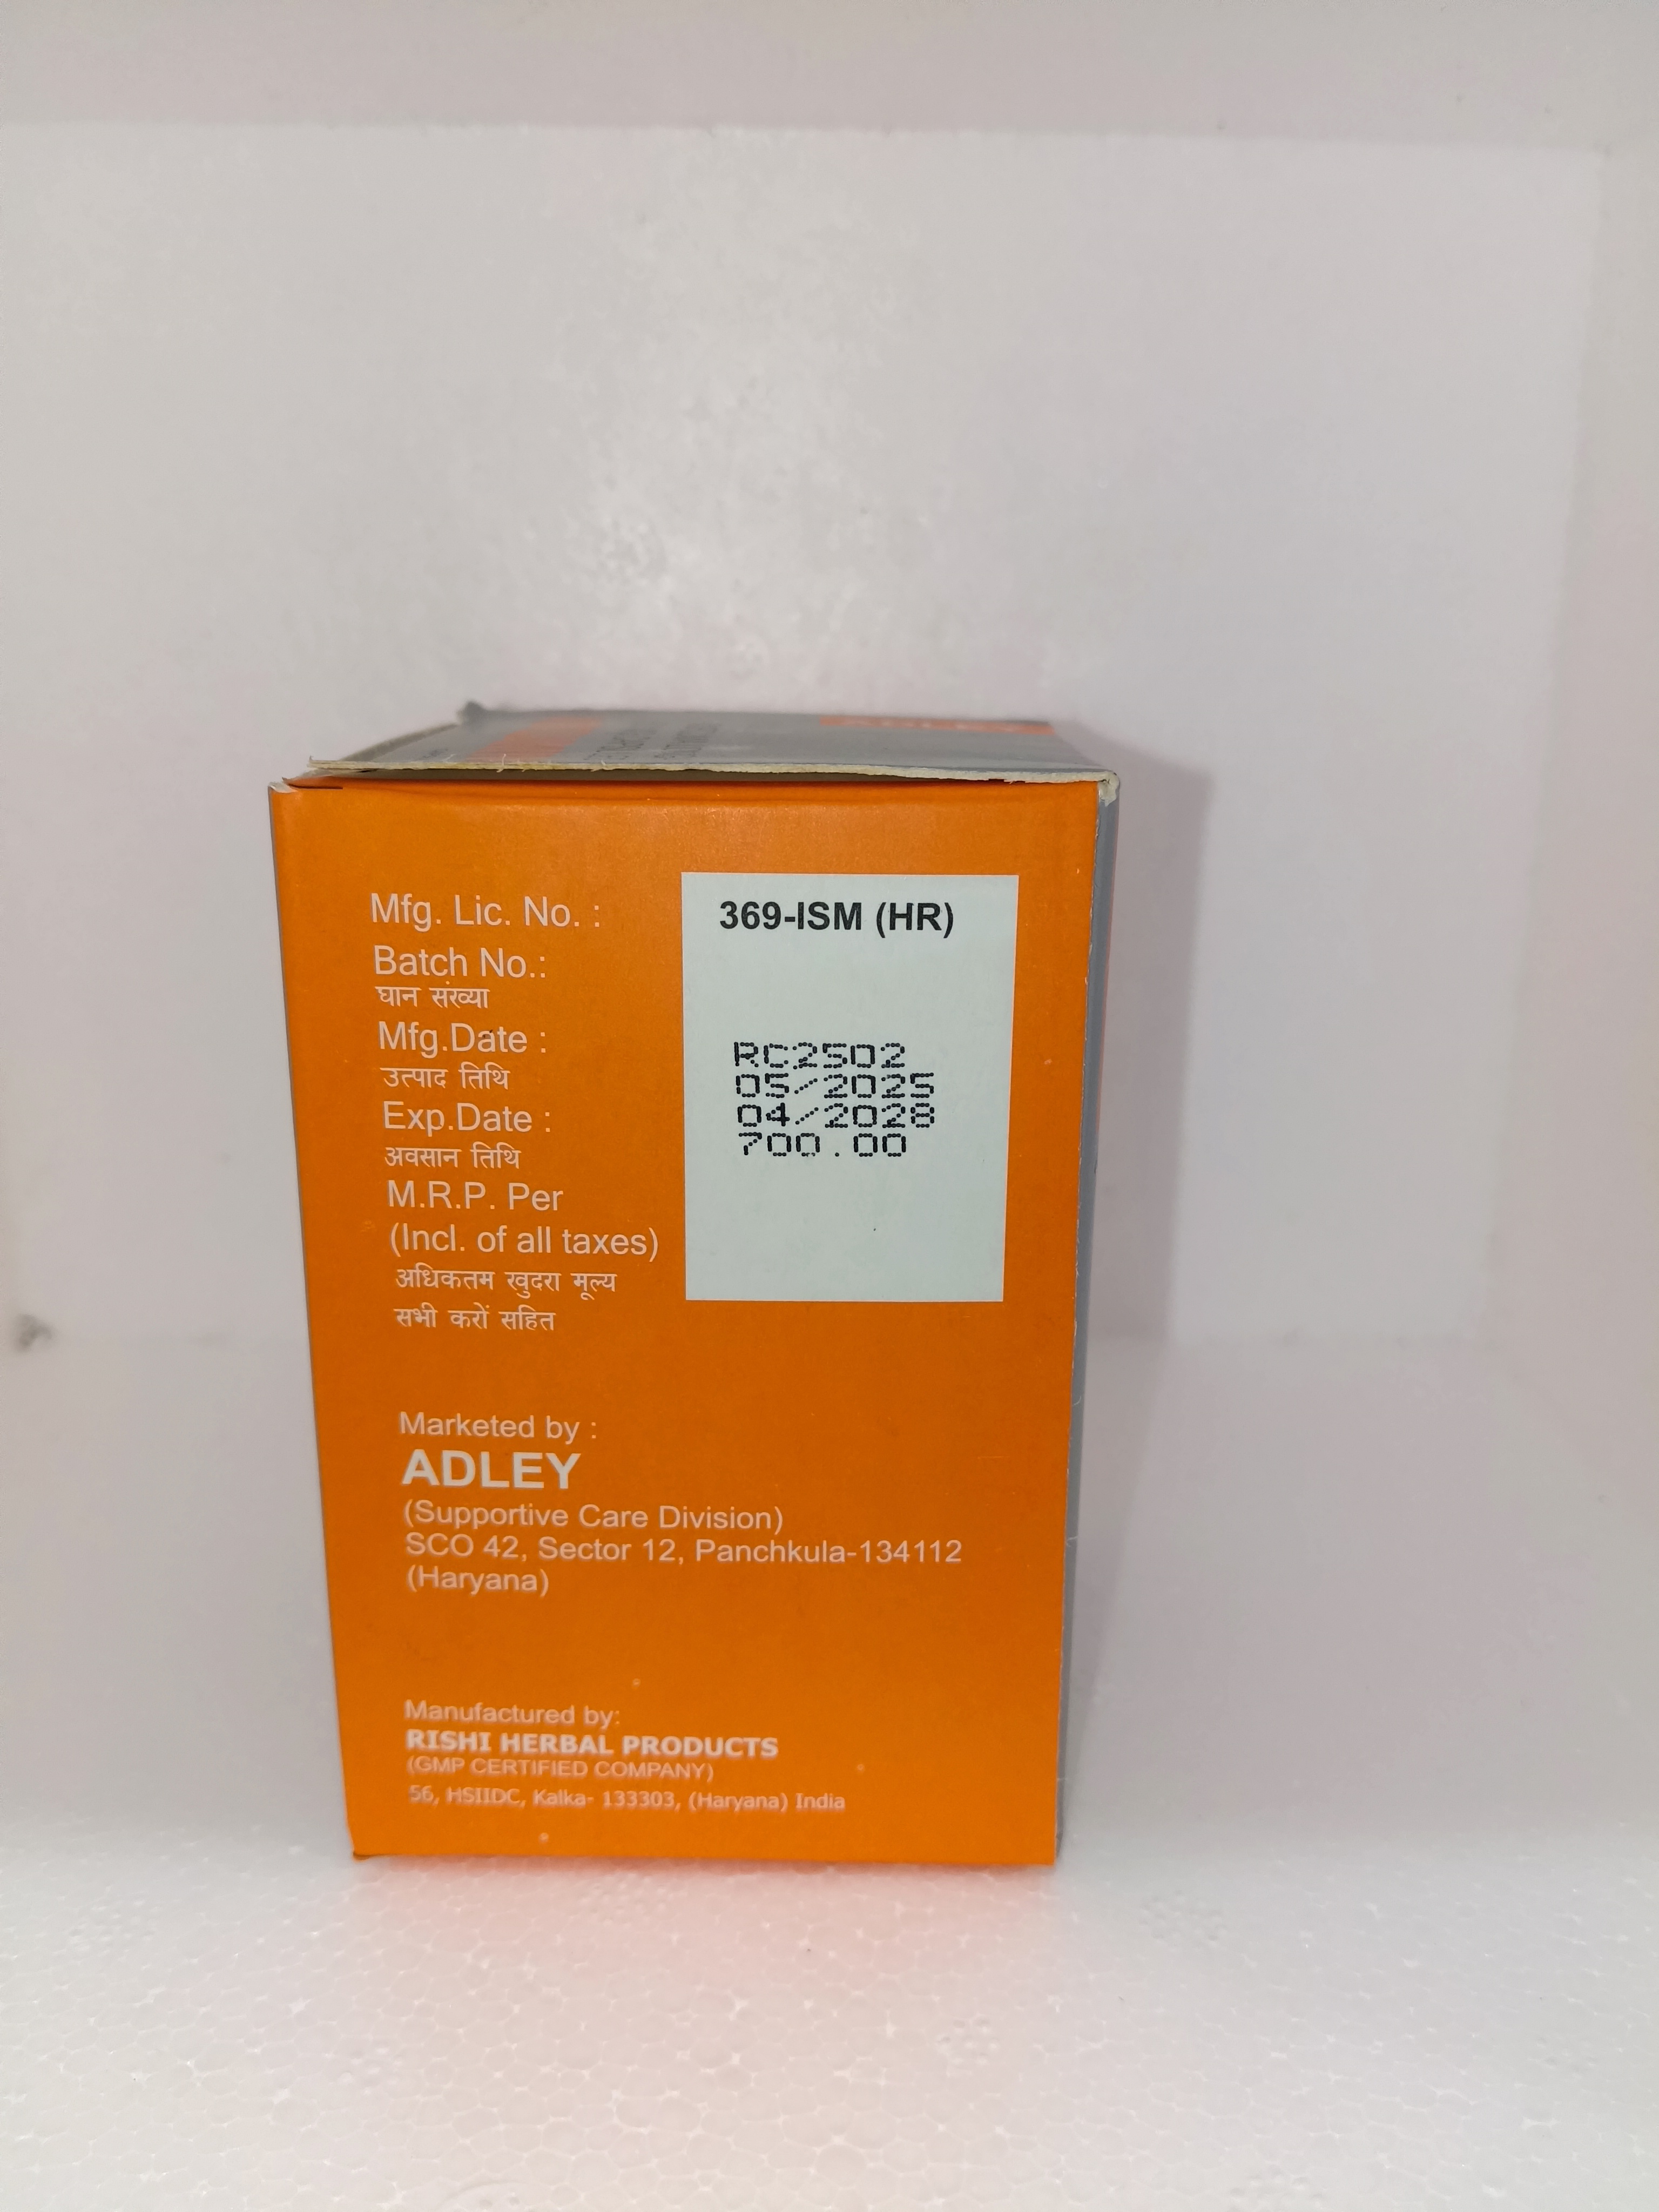 ADLEY
Mfg. Lic. No. :
369-ISM (HR)
Batch No.:
घान संख्या
Mfg.Date :
उत्पाद तिथि
Exp.Date :
अवसान तिथि
M.R.P. Per
(Incl. of all taxes)
अधिकतम खुदरा मूल्य
सभी करों सहित
RC2502
05/2025
04/2028
700.00
Marketed by :
ADLEY
(Supportive Care Division)
SCO 42, Sector 12, Panchkula-134112
(Haryana)
Manufactured by:
RISHI HERBAL PRODUCTS
(GMP CERTIFIED COMPANY)
56, HSIIDC, Kalka- 133303, (Haryana) India